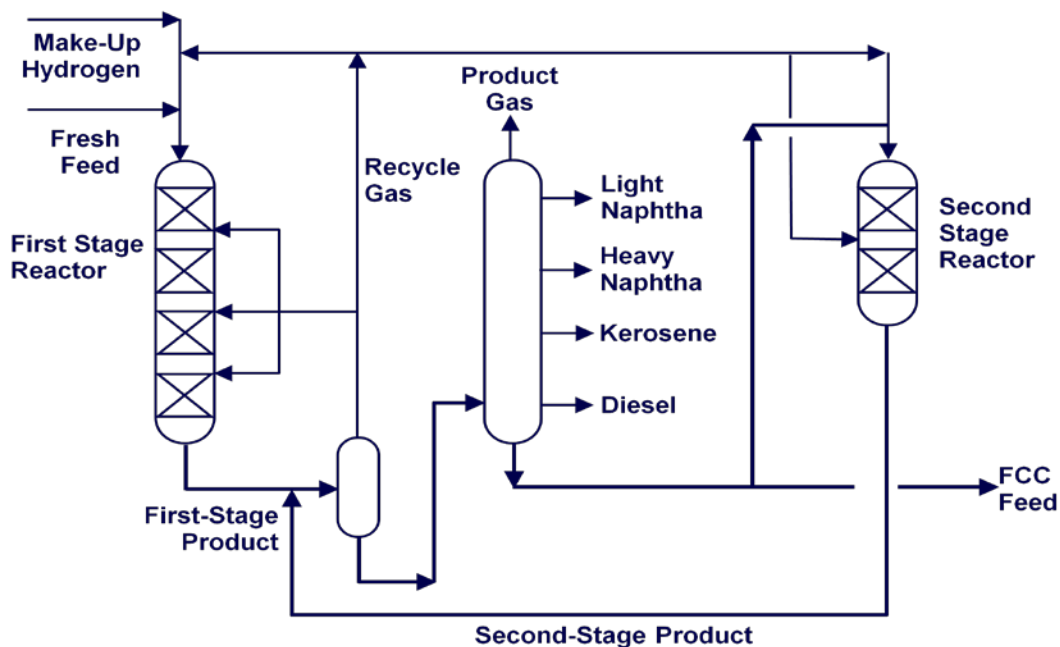 Make-Up
Hydrogen
Fresh
Feed
First Stage
Reactor
First-Stage
Product
Recycle
Gas
Product
Gas
Light
Naphtha
Heavy
Naphtha
Kerosene
Diesel
Second
Stage
Reactor
FCC
Feed
Second-Stage Product